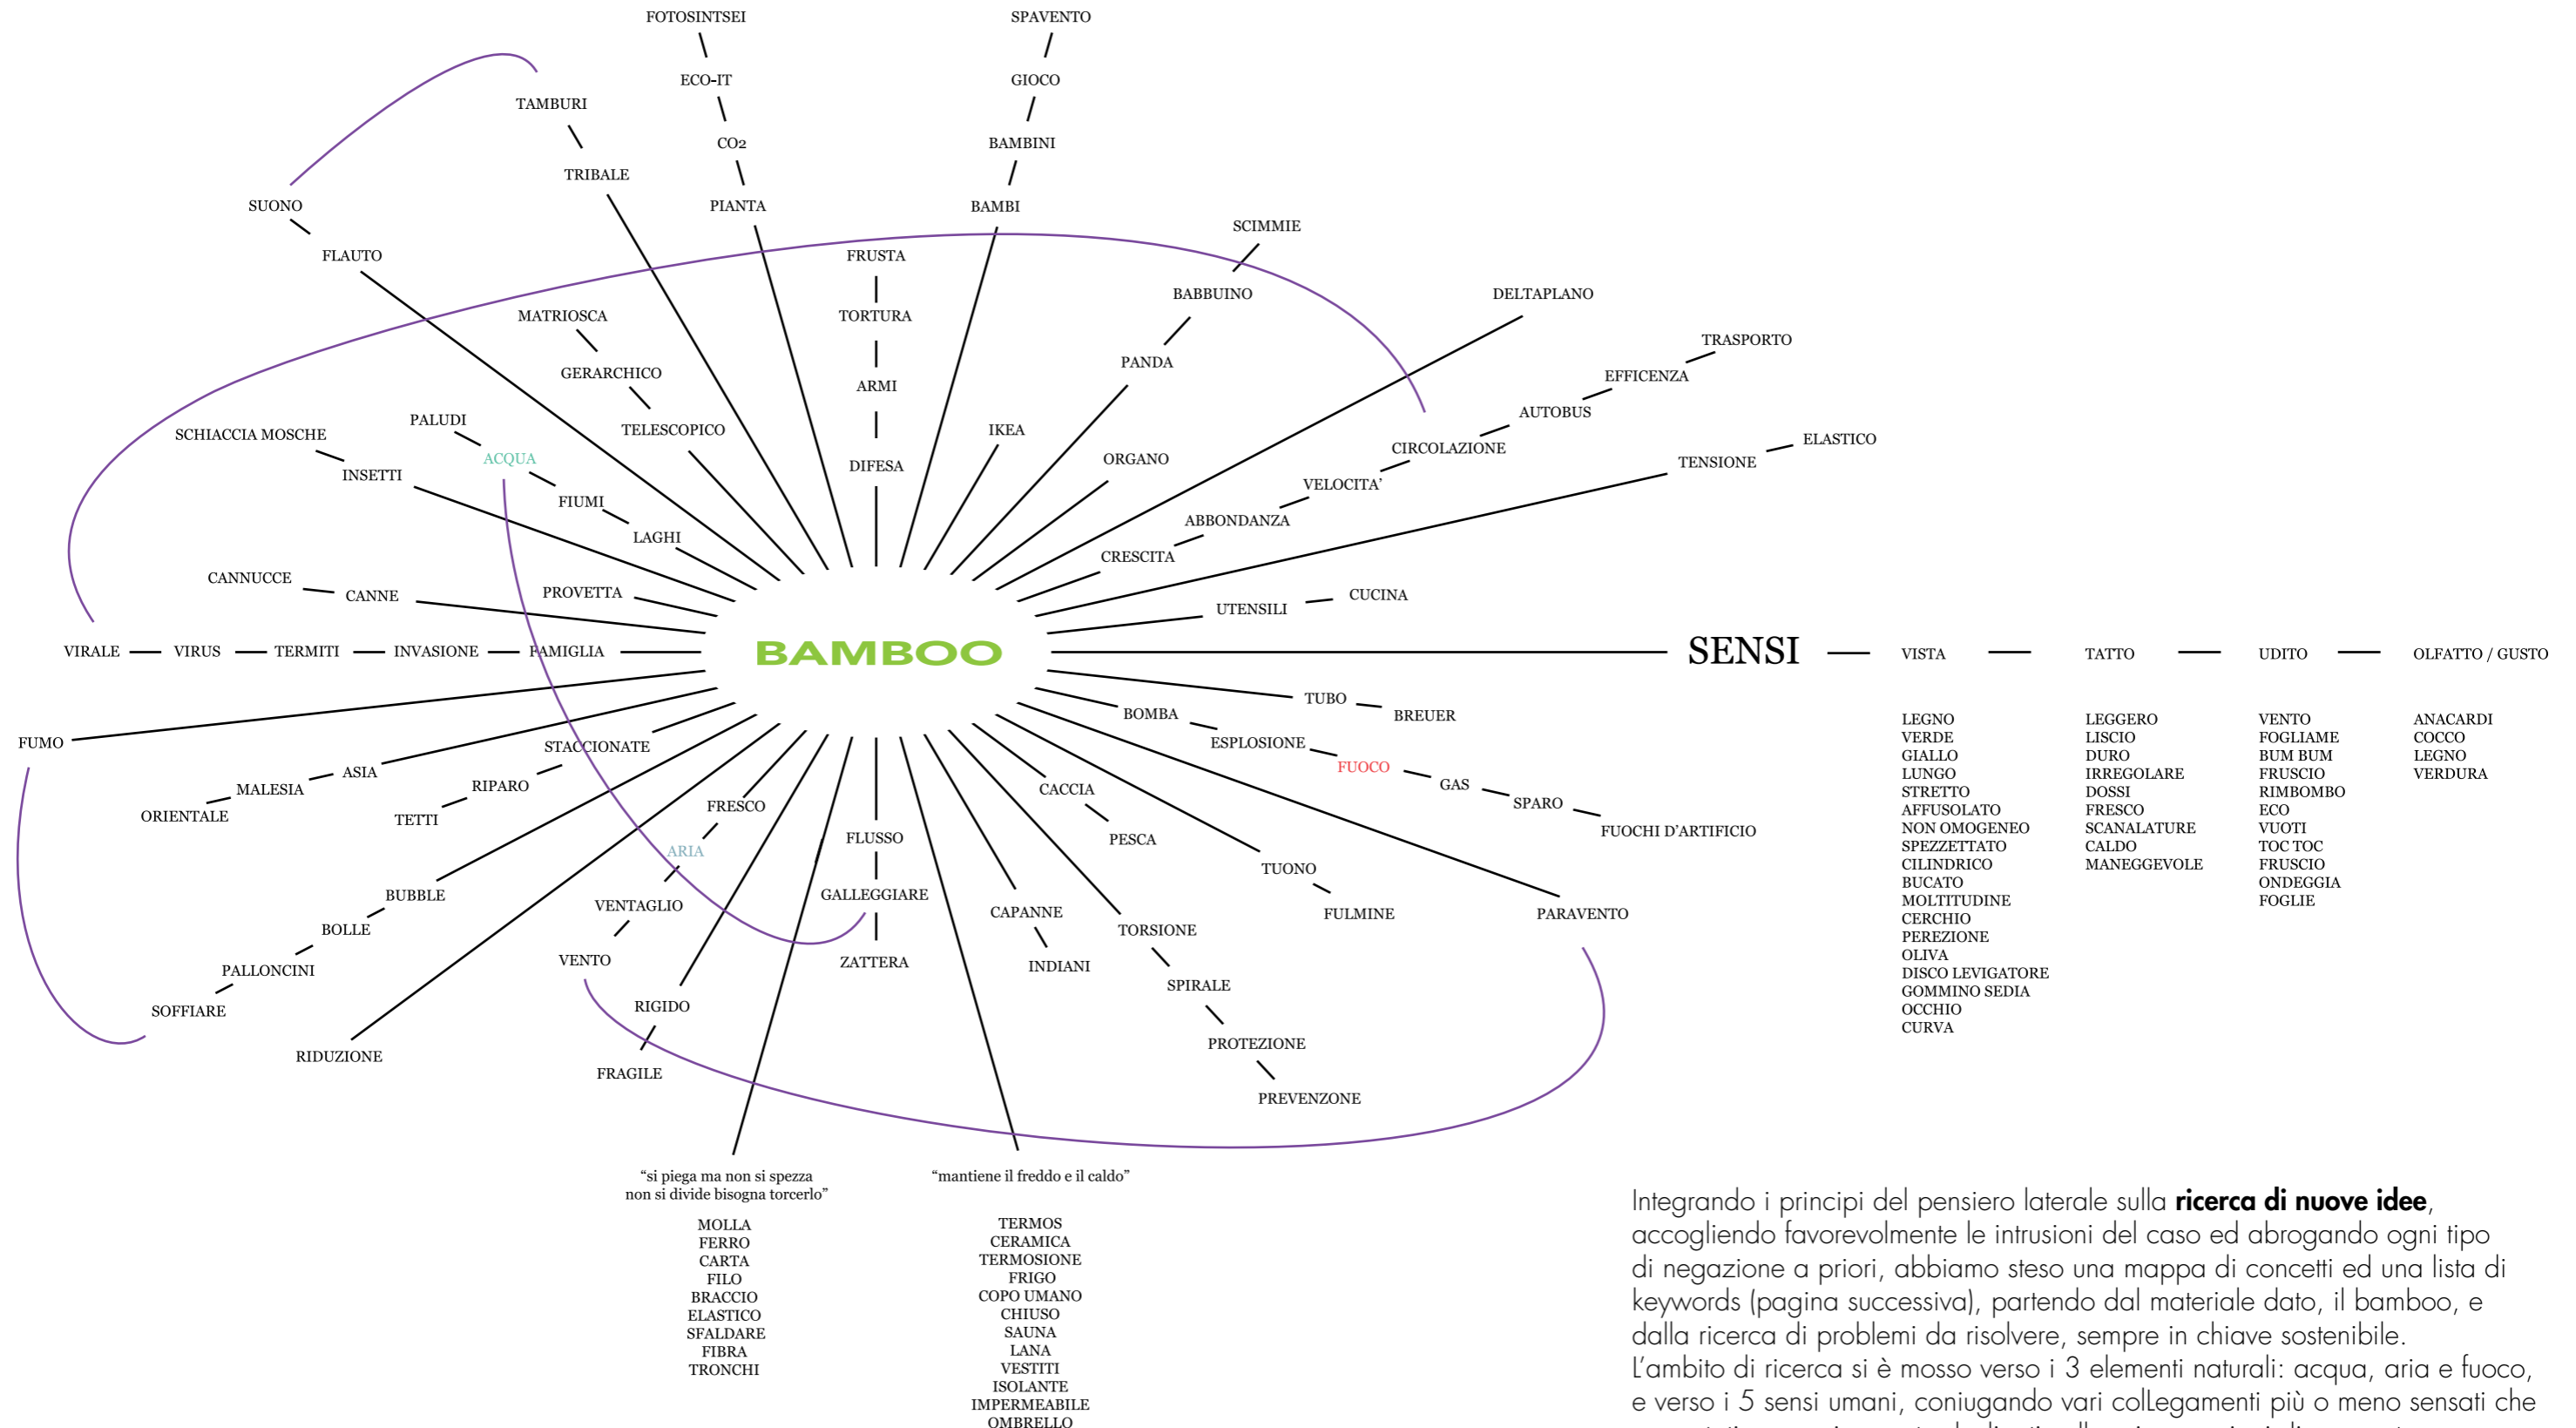 FOTOSINTSEI
ECO-IT
CO2
PIANTA
SPAVENTO
GIOCO
BAMBINI
BAMBI
TAMBURI
TRIBALE
SUONO
FLAUTO
FRUSTA
TORTURA
ARMI
DIFESA
SCIMMIE
BABBUINO
PANDA
MATRIOSCA
GERARCHICO
TELESCOPICO
DELTAPLANO
TRASPORTO
EFFICENZA
AUTOBUS
CIRCOLAZIONE
VELOCITA’
ABBONDANZA
CRESCITA
IKEA
ORGANO
ELASTICO
TENSIONE
PALUDI
ACQUA
FIUMI
LAGHI
SCHIACCIA MOSCHE
INSETTI
CANNUCCE
CANNE
PROVETTA
UTENSILI
CUCINA
VIRALE
VIRUS
TERMITI
INVASIONE
FAMIGLIA
BAMBOO
SENSI
VISTA
TATTO
UDITO
OLFATTO / GUSTO
LEGNO
VERDE
GIALLO
LUNGO
STRETTO
AFFUSOLATO
NON OMOGENEO
SPEZZETTATO
CILINDRICO
BUCATO
MOLTITUDINE
CERCHIO
PEREZIONE
OLIVA
DISCO LEVIGATORE
GOMMINO SEDIA
OCCHIO
CURVA
LEGGERO
LISCIO
DURO
IRREGOLARE
DOSSI
FRESCO
SCANALATURE
CALDO
MANEGGEVOLE
VENTO
FOGLIAME
BUM BUM
FRUSCIO
RIMBOMBO
ECO
VUOTI
TOC TOC
FRUSCIO
ONDEGGIA
FOGLIE
ANACARDI
COCCO
LEGNO
VERDURA
TUBO
BREUER
BOMBA
ESPLOSIONE
FUOCO
GAS
SPARO
FUOCHI D’ARTIFICIO
FUMO
ASIA
MALESIA
ORIENTALE
STACCIONATE
RIPARO
TETTI
BUBBLE
BOLLE
PALLONCINI
SOFFIARE
RIDUZIONE
FRESCO
ARIA
VENTAGLIO
VENTO
RIGIDO
FRAGILE
FLUSSO
GALLEGGIARE
ZATTERA
CAPANNE
INDIANI
CACCIA
PESCA
TORSIONE
SPIRALE
PROTEZIONE
PREVENZONE
TUONO
FULMINE
PARAVENTO
“si piega ma non si spezza
non si divide bisogna torcerlo”
MOLLA
FERRO
CARTA
FILO
BRACCIO
ELASTICO
SFALDARE
FIBRA
TRONCHI
“mantiene il freddo e il caldo”
TERMOS
CERAMICA
TERMOSIONE
FRIGO
COPO UMANO
CHIUSO
SAUNA
LANA
VESTITI
ISOLANTE
IMPERMEABILE
OMBRELLO
Integrando i principi del pensiero laterale sulla ricerca di nuove idee,
accogliendo favorevolmente le intrusioni del caso ed abrogando ogni tipo
di negazione a priori, abbiamo steso una mappa di concetti ed una lista di
keywords (pagina successiva), partendo dal materiale dato, il bamboo, e
dalla ricerca di problemi da risolvere, sempre in chiave sostenibile.
L’ambito di ricerca si è mosso verso i 3 elementi naturali: acqua, aria e fuoco,
e verso i 5 sensi umani, coniugando vari colLegamenti più o meno sensati che